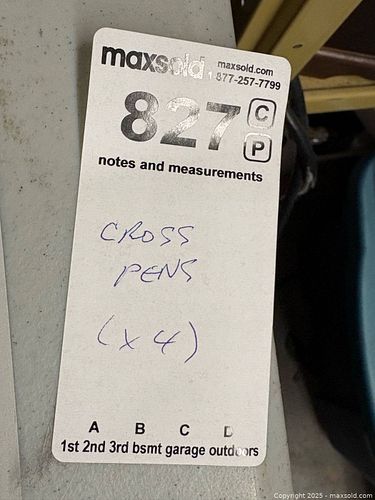 maxsold maxsold.com
1-877-257-7799
827 C
P
notes and measurements
CROSS
PENS
(x 4)
A B C D
1st 2nd 3rd bsmt garage outdoors
Copyright 2025 - maxsold.com